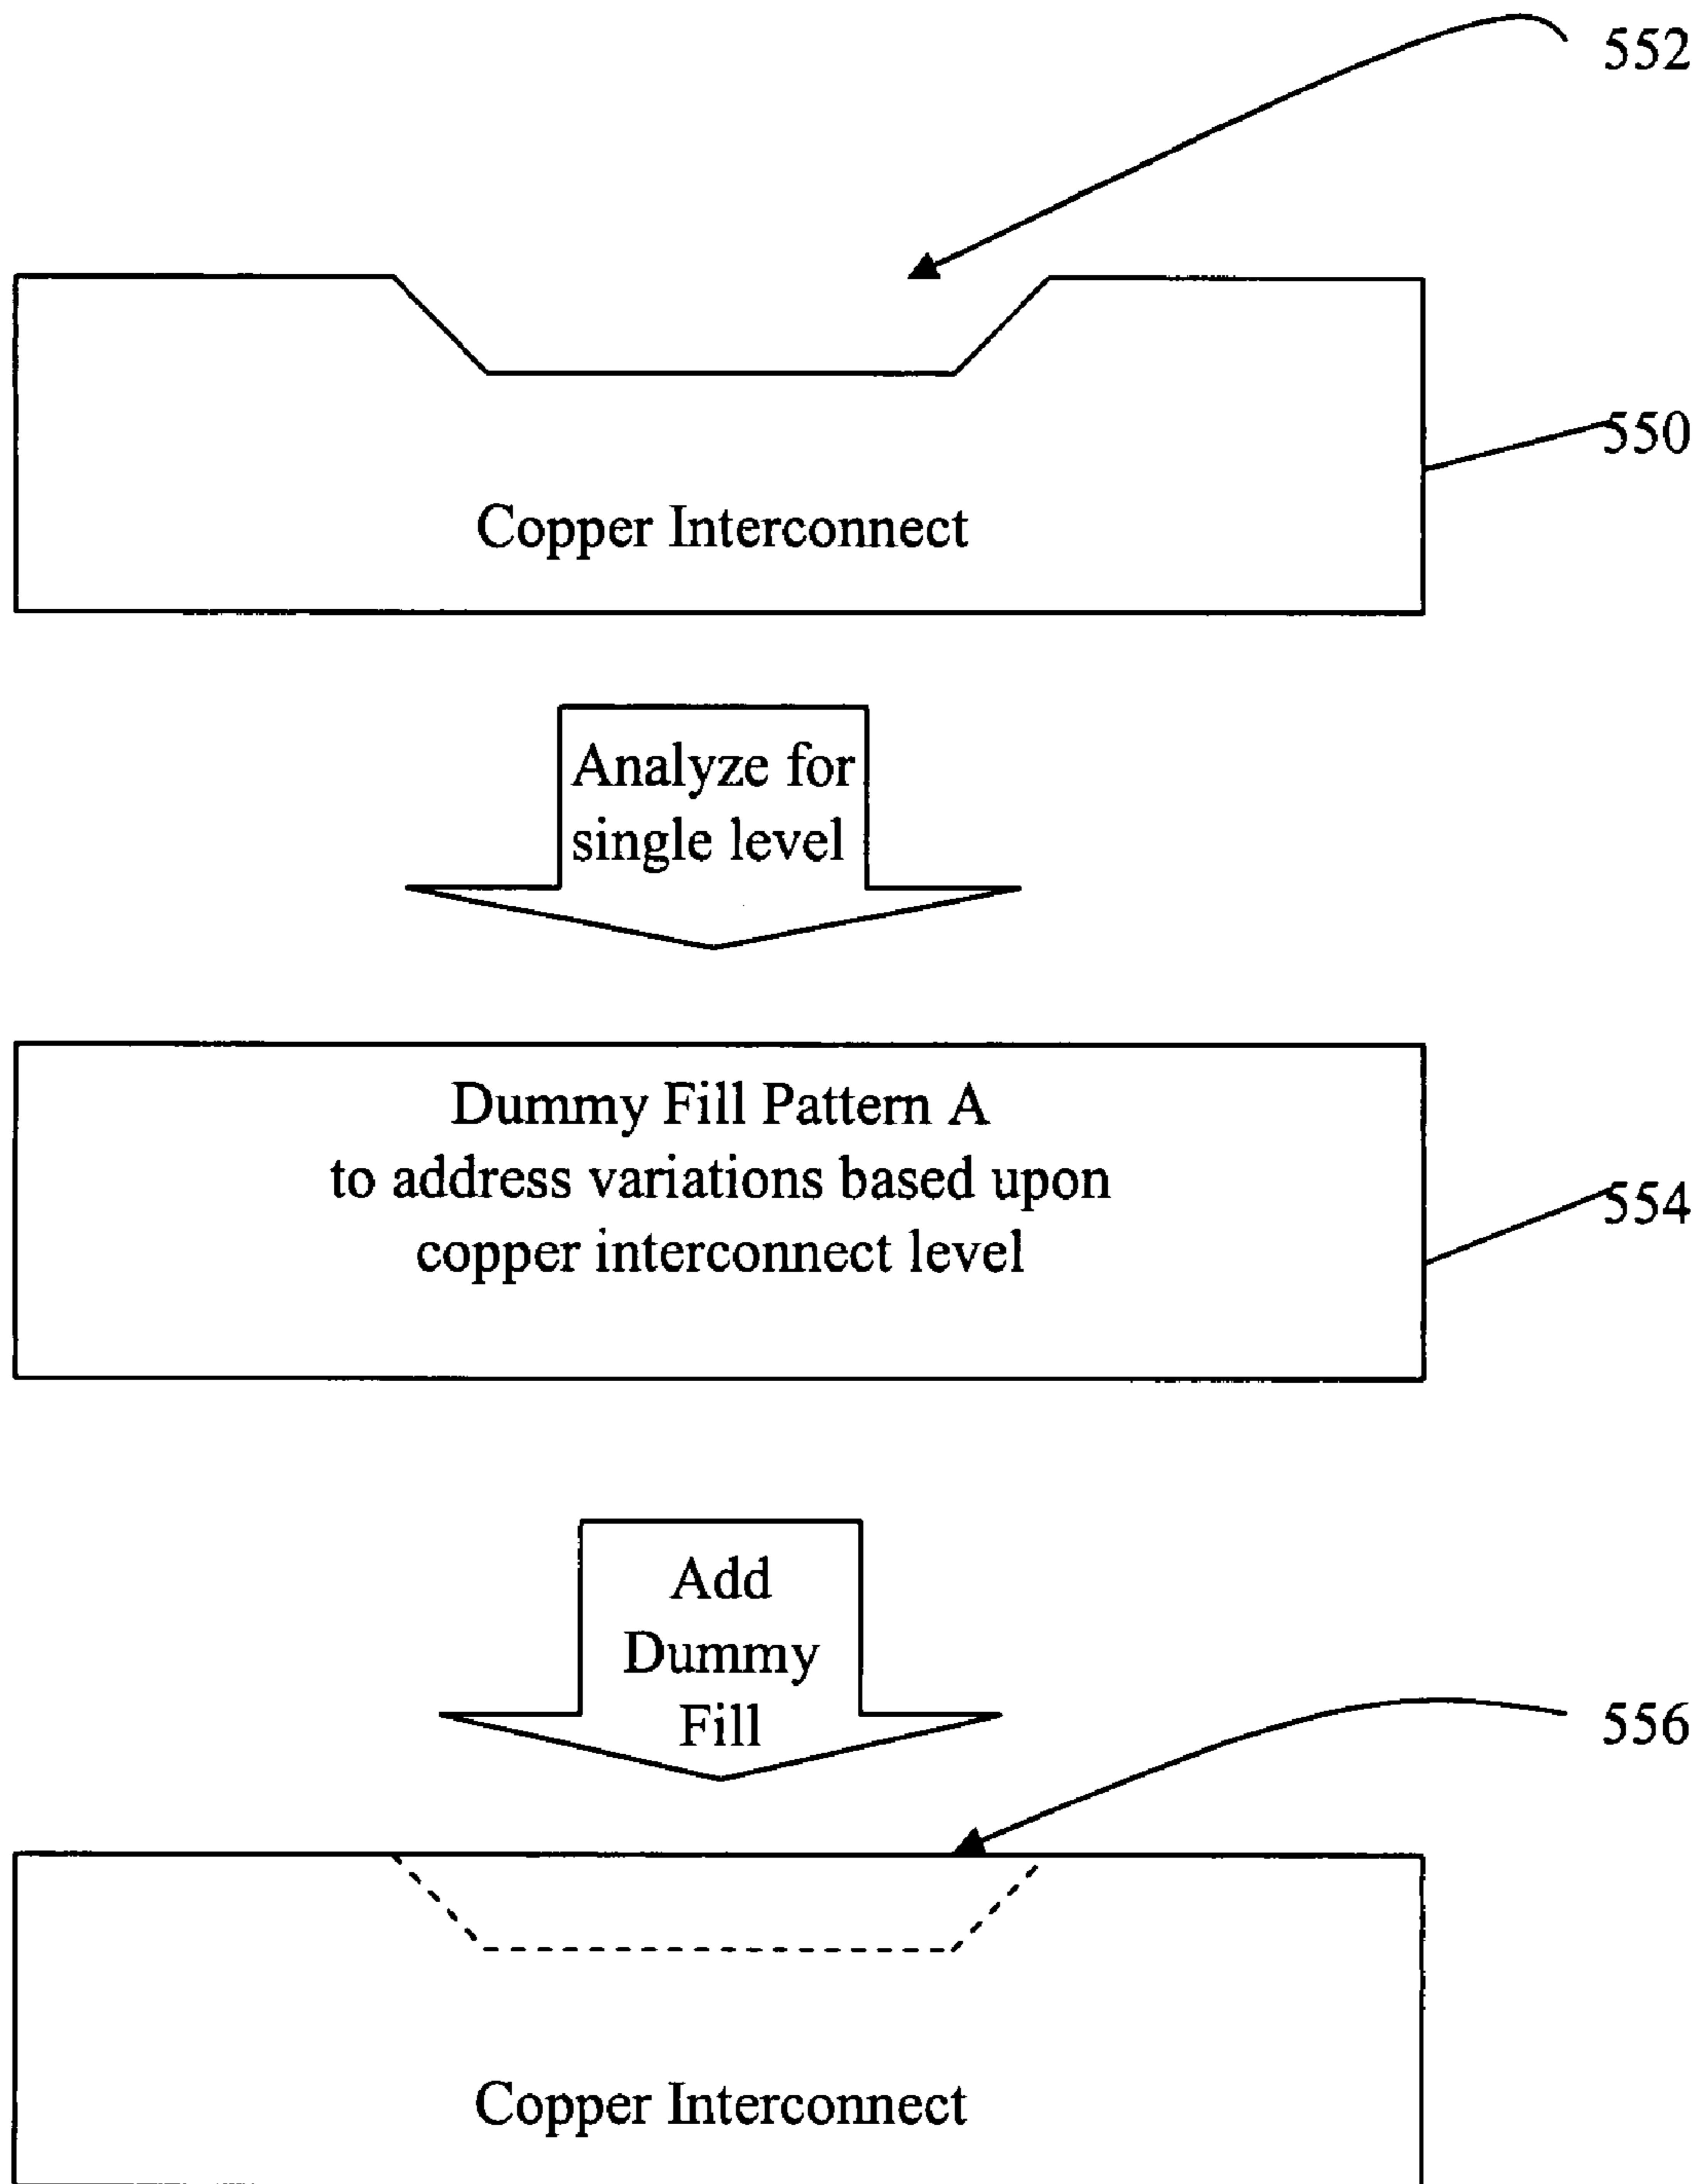 552
550
Copper Interconnect
Analyze for
single level
Dummy Fill Pattern A
to address variations based upon
copper interconnect level
554
Add
Dummy
Fill
556
Copper Interconnect